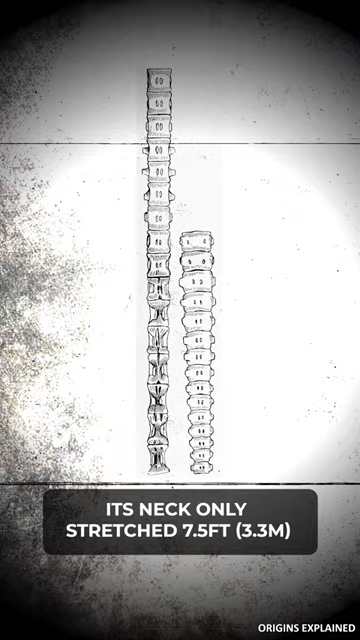 ITS NECK ONLY
STRETCHED 7.5FT (3.3M)
ORIGINS EXPLAINED